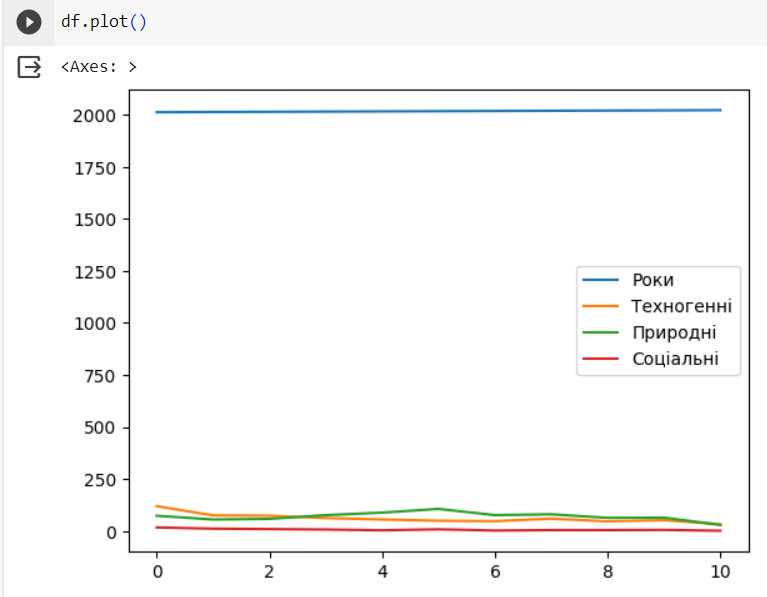 df.plot()
<Axes: >
2000
1750
1500
1250
1000
750
500
250
0
Роки
Техногенні
Природні
Соціальні
0 2 4 6 8 10